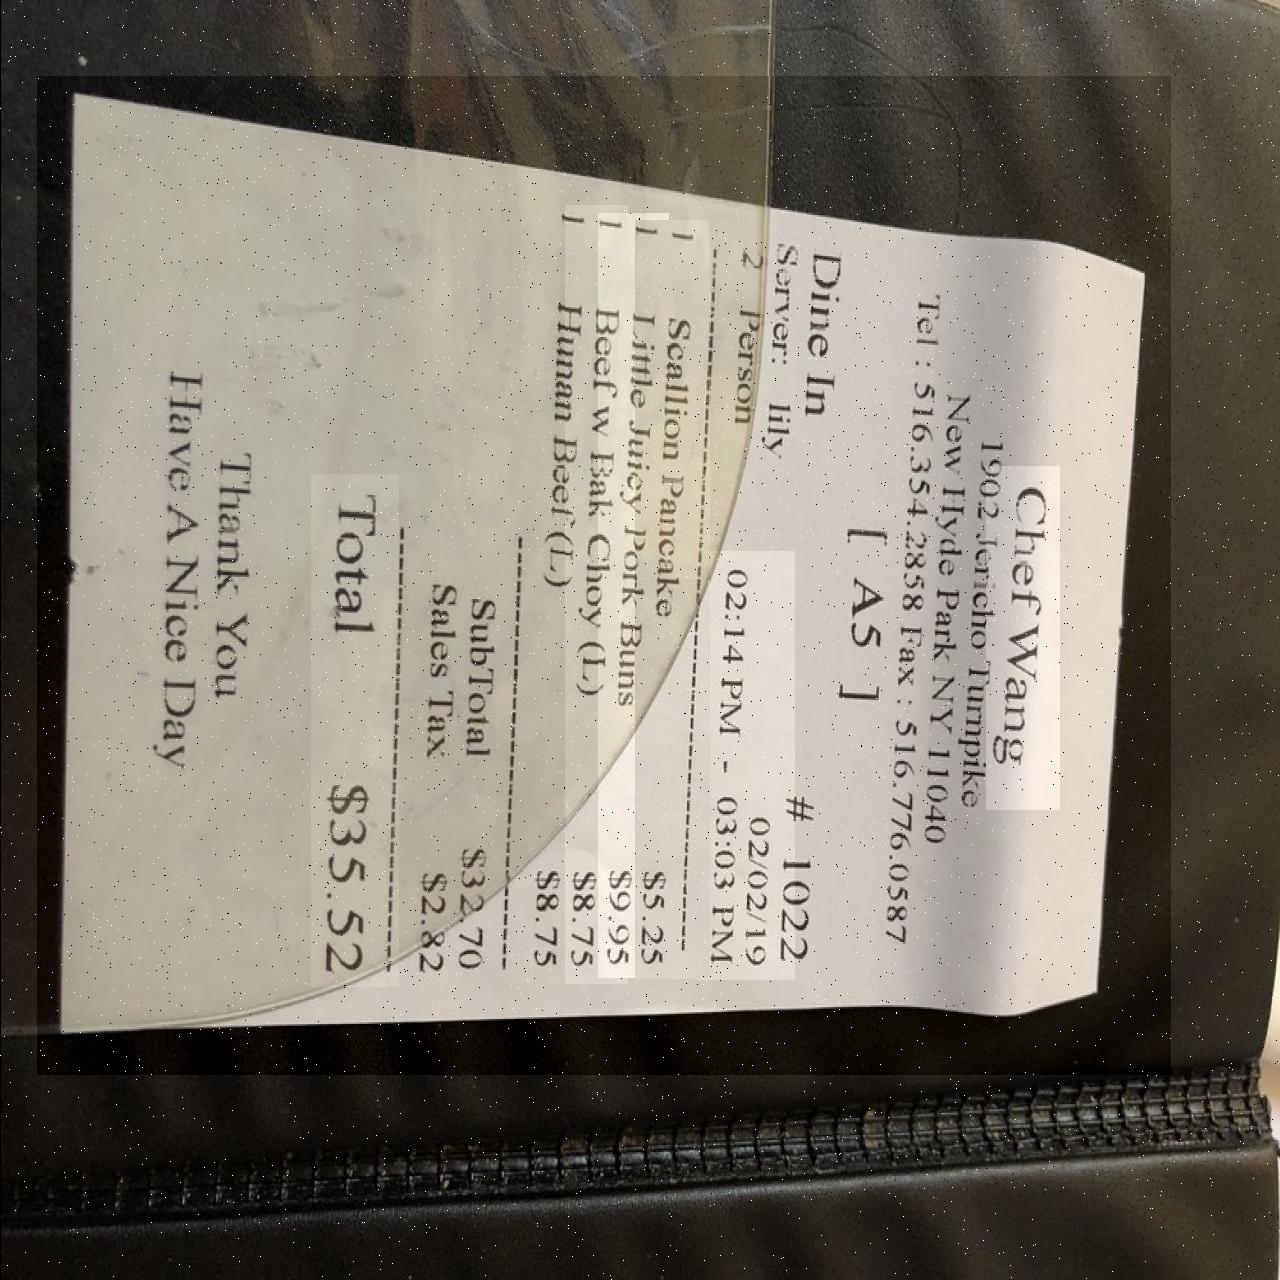 Chef Wang
1902 Jericho Turnpike
New Hyde Park NY 11040
Tel : 516.354.2858 Fax : 516.776.0587
[ A5 ]
Dine In # 1022
Server: lily 02/02/19
2 Person 02:14 PM - 03:03 PM
1 Scallion Pancake $5.25
1 Little Juicy Pork Buns $9.95
1 Beef w Bak Choy (L) $8.75
1 Hunan Beef (L) $8.75
SubTotal $32.70
Sales Tax $2.82
Total $35.52
Thank You
Have A Nice Day